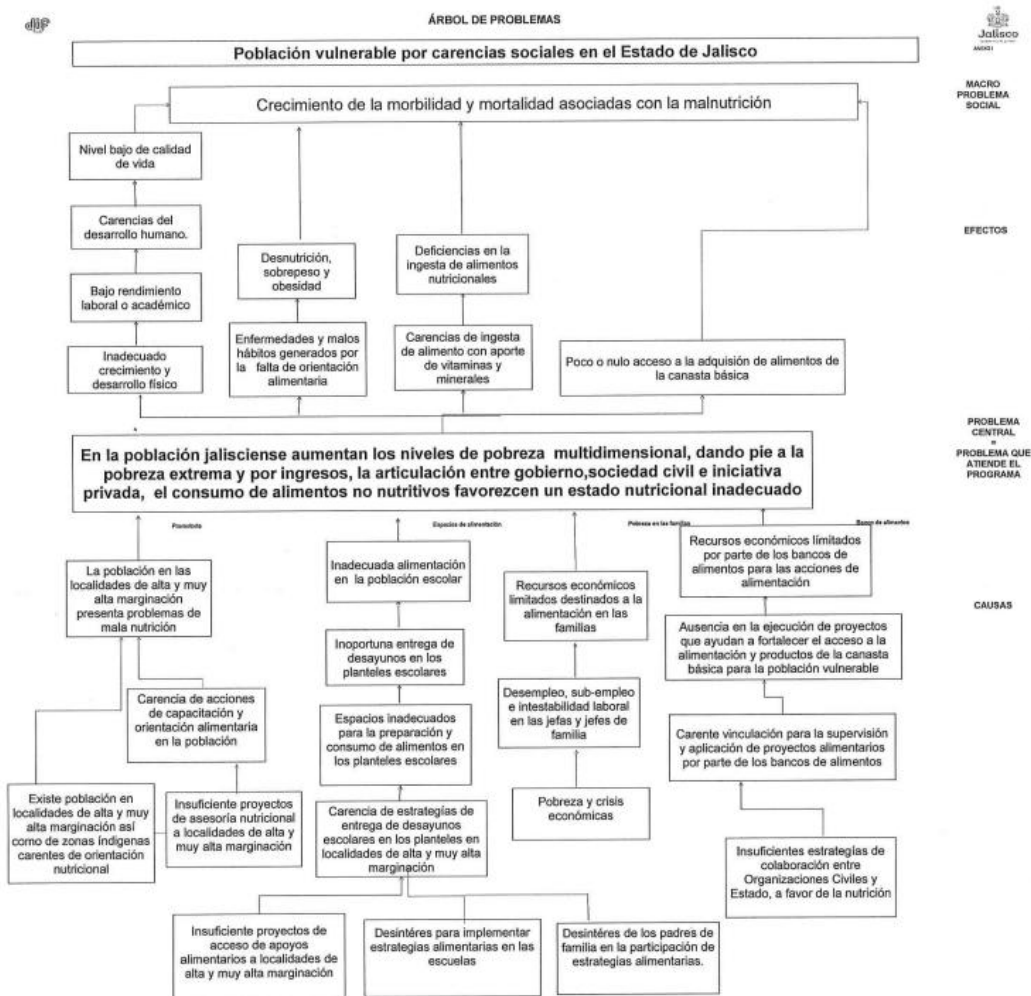 dif
ÁRBOL DE PROBLEMAS
Jalisco
Población vulnerable por carencias sociales en el Estado de Jalisco
MACRO
PROBLEMA
SOCIAL
Crecimiento de la morbilidad y mortalidad asociadas con la malnutrición
Nivel bajo de calidad
de vida
Carencias del
desarrollo humano.
Bajo rendimiento
laboral o académico
Inadecuado
crecimiento y
desarrollo físico
Desnutrición,
sobrepeso y
obesidad
Enfermedades y malos
hábitos generados por
la falta de orientación
alimentaria
Deficiencias en la
ingesta de alimentos
nutricionales
Carencias de ingesta
de alimento con aporte
de vitaminas y
minerales
Poco o nulo acceso a la adquisión de alimentos de
la canasta básica
EFECTOS
En la población jalisciense aumentan los niveles de pobreza multidimensional, dando pie a la
pobreza extrema y por ingresos, la articulación entre gobierno,sociedad civil e iniciativa
privada, el consumo de alimentos no nutritivos favorezcen un estado nutricional inadecuado
PROBLEMA
CENTRAL
=
PROBLEMA QUE
ATIENDE EL
PROGRAMA
Espacios de alimentación
Pobreza en las familias
Banco de alimentos
La población en las
localidades de alta y muy
alta marginación
presenta problemas de
mala nutrición
Carencia de acciones
de capacitación y
orientación alimentaria
en la población
Existe población en
localidades de alta y muy
alta marginación así
como de zonas índigenas
carentes de orientación
nutricional
Insuficiente proyectos
de asesoría nutricional
a localidades de alta y
muy alta marginación
Inadecuada alimentación
en la población escolar
Inoportuna entrega de
desayunos en los
planteles escolares
Espacios inadecuados
para la preparación y
consumo de alimentos en
los planteles escolares
Carencia de estrategías de
entrega de desayunos
escolares en los planteles en
localidades de alta y muy alta
marginación
Insuficiente proyectos de
acceso de apoyos
alimentarios a localidades de
alta y muy alta marginación
Desintéres para implementar
estrategias alimentarias en las
escuelas
Desintéres de los padres de
familia en la participación de
estrategias alimentarias.
Recursos económicos
limitados destinados a la
alimentación en las
familias
Desempleo, sub-empleo
e intestabilidad laboral
en las jefas y jefes de
familia
Pobreza y crisis
económicas
Recursos económicos límitados
por parte de los bancos de
alimentos para las acciones de
alimentación
Ausencia en la ejecución de proyectos
que ayudan a fortalecer el acceso a la
alimentación y productos de la canasta
básica para la población vulnerable
Carente vinculación para la supervisión
y aplicación de proyectos alimentarios
por parte de los bancos de alimentos
Insuficientes estrategias de
colaboración entre
Organizaciones Civiles y
Estado, a favor de la nutrición
CAUSAS